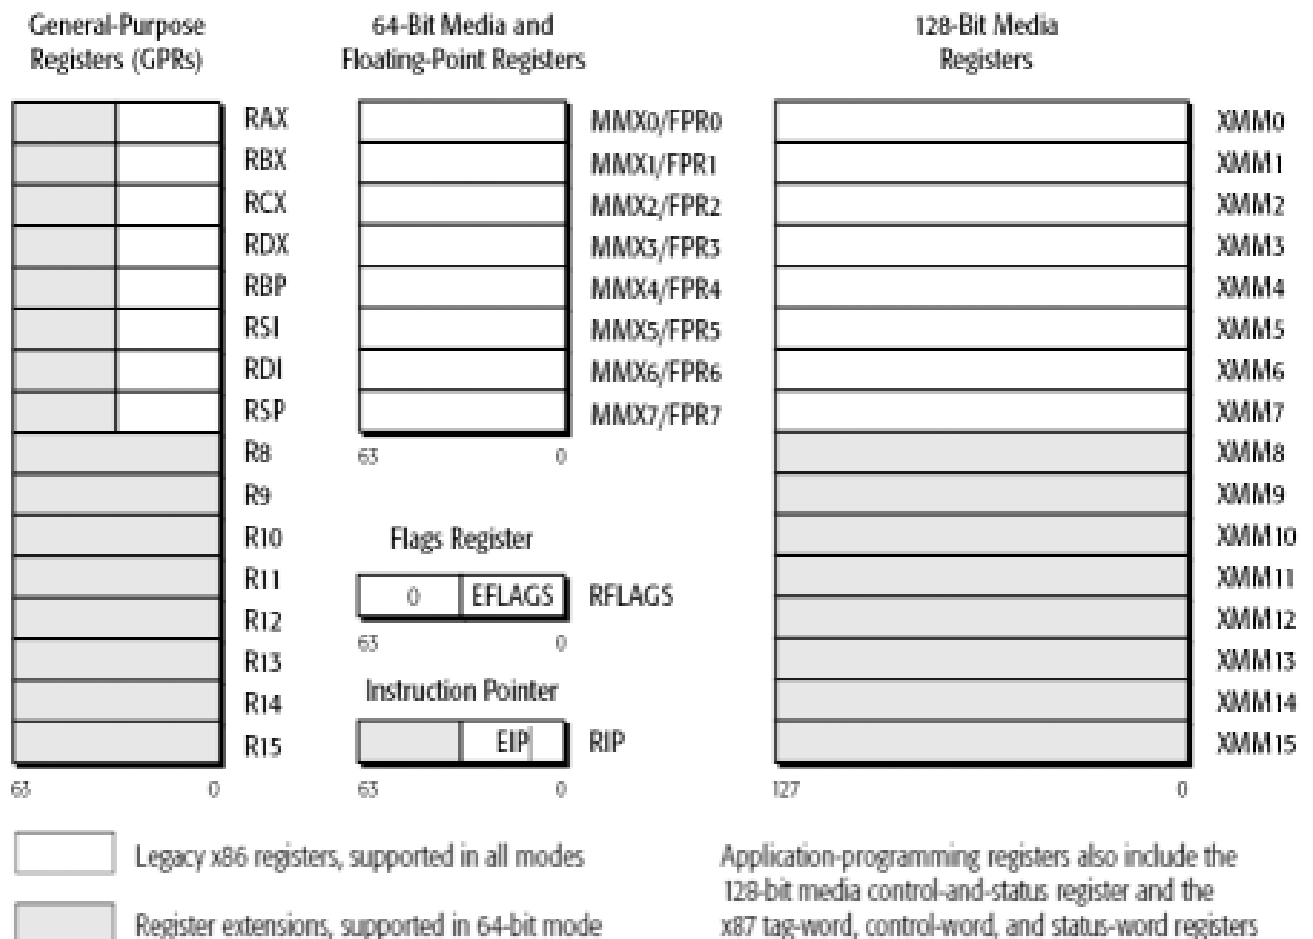 General-Purpose
Registers (GPRs)
RAX
RBX
RCX
RDX
RBP
RSI
RDI
RSP
R8
R9
R10
R11
R12
R13
R14
R15
63 0
64-Bit Media and
Floating-Point Registers
MMX0/FPR0
MMX1/FPR1
MMX2/FPR2
MMX3/FPR3
MMX4/FPR4
MMX5/FPR5
MMX6/FPR6
MMX7/FPR7
63 0
Flags Register
0 EFLAGS RFLAGS
63 0
Instruction Pointer
EIP RIP
63 0
128-Bit Media
Registers
XMM0
XMM1
XMM2
XMM3
XMM4
XMM5
XMM6
XMM7
XMM8
XMM9
XMM10
XMM11
XMM12
XMM13
XMM14
XMM15
127 0
Legacy x86 registers, supported in all modes
Register extensions, supported in 64-bit mode
Application-programming registers also include the
128-bit media control-and-status register and the
x87 tag-word, control-word, and status-word registers